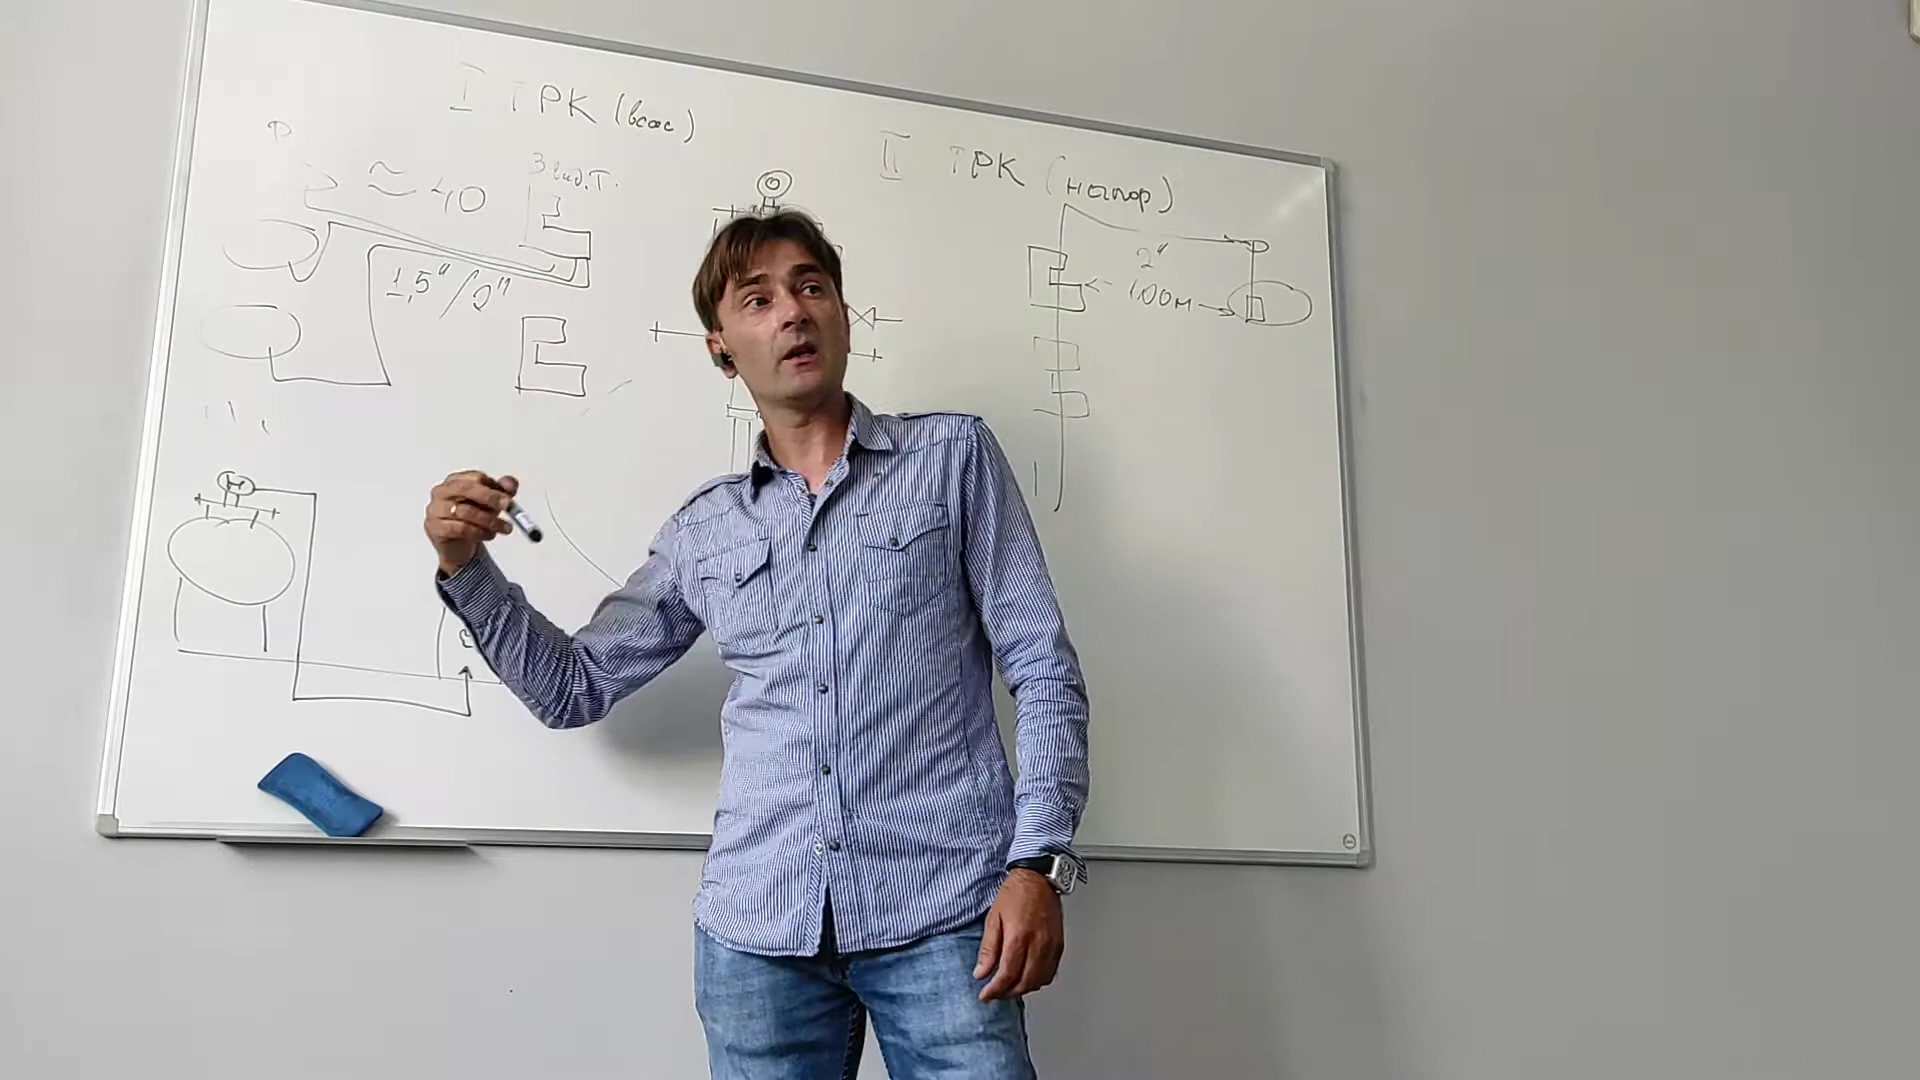 I ТРК (всас)
≈ 40
3 вид. Т.
1,5"/2"
II ТРК (напор)
2"
100м